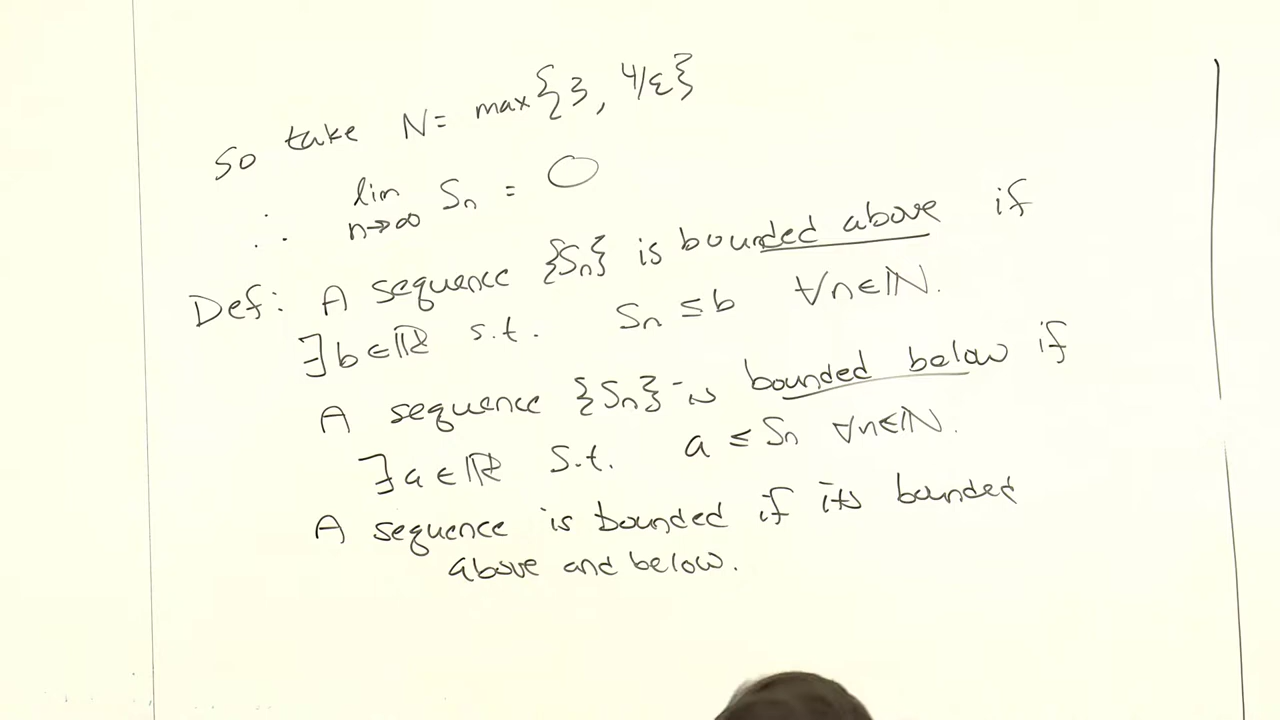 So take N = max{3, 4/ε}
∴ lim n→∞ Sn = 0
Def: A sequence {Sn} is bounded above if
∃b∈ℝ s.t. Sn ≤ b ∀n∈ℕ.
A sequence {Sn} is bounded below if
∃a∈ℝ s.t. a ≤ Sn ∀n∈ℕ.
A sequence is bounded if its bounded
above and below.